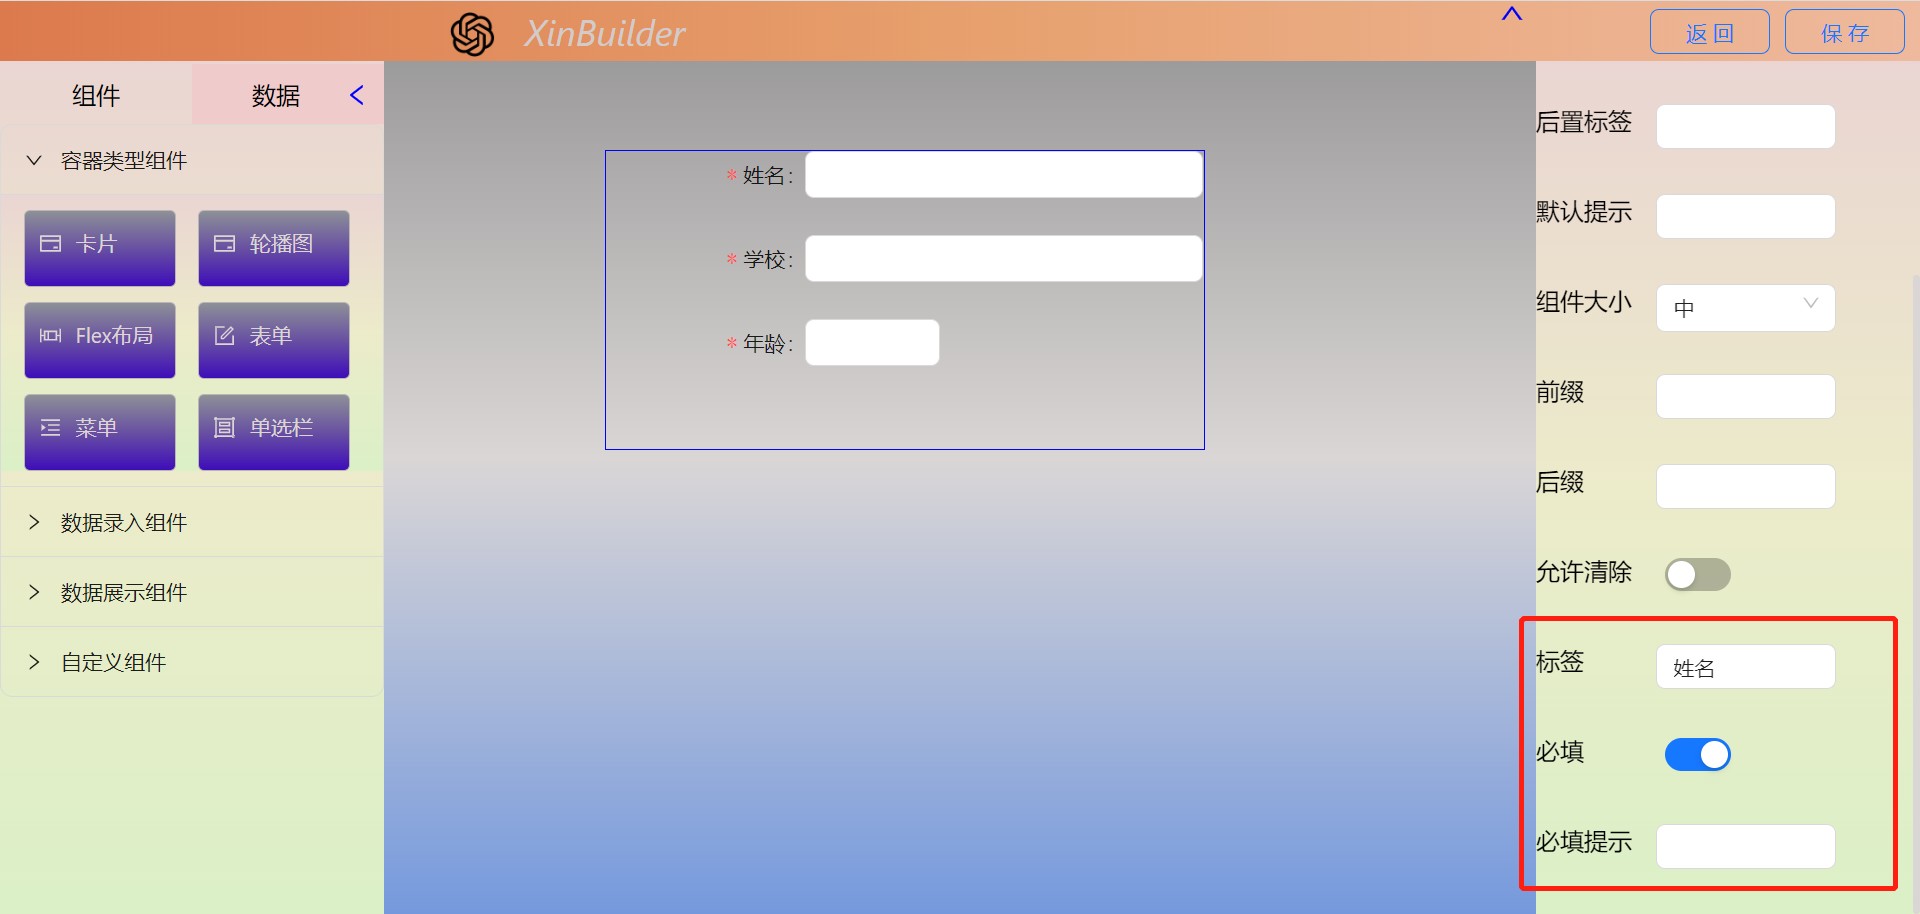 XinBuilder
返 回
保 存
组件
数据
容器类型组件
卡片
轮播图
Flex布局
表单
菜单
单选栏
数据录入组件
数据展示组件
自定义组件
* 姓名:
* 学校:
* 年龄:
后置标签
默认提示
组件大小
中
前缀
后缀
允许清除
标签
姓名
必填
必填提示